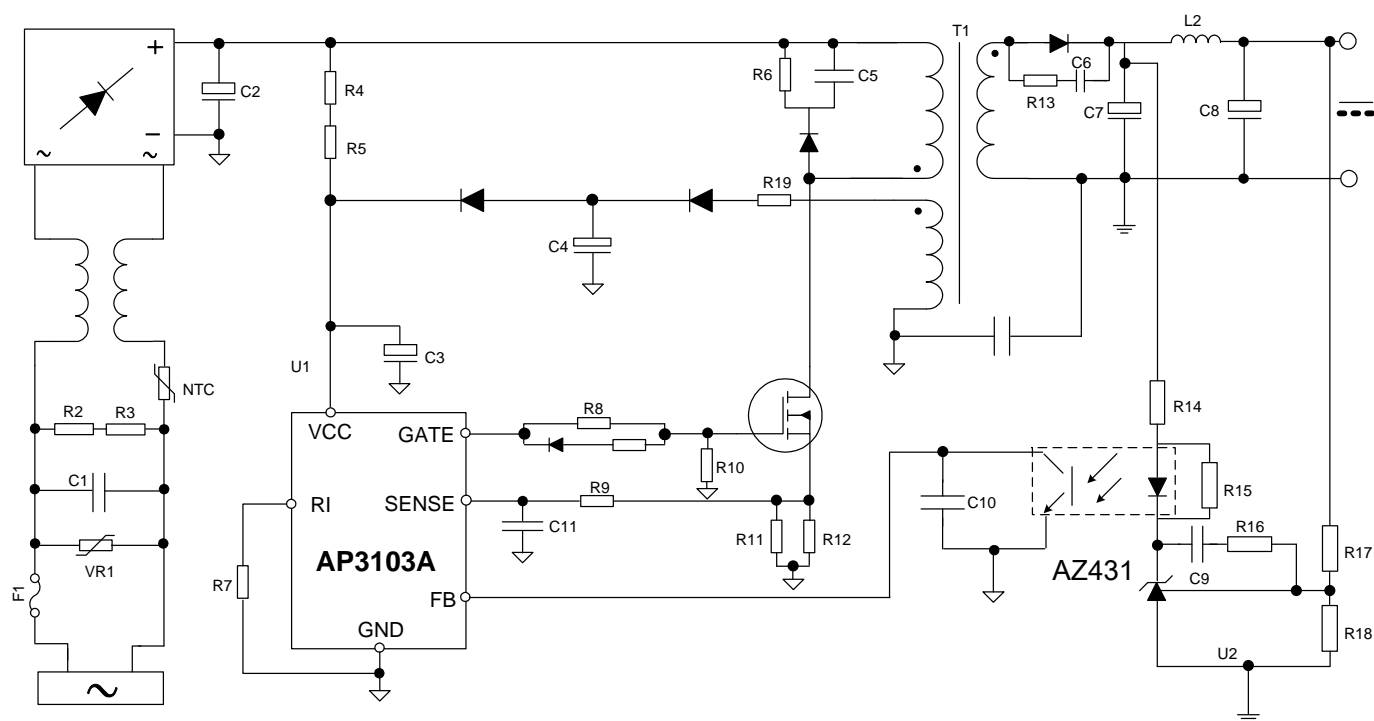 T1
L2
+
R6
C5
C6
R13
C2
R4
C7
C8
−
R5
~
~
R19
C4
C3
U1
NTC
R14
R2
R3
R8
VCC
GATE
R10
C1
R15
RI
SENSE
R9
C10
C11
R11
R12
R16
VR1
AP3103A
AZ431
R17
C9
R7
F1
FB
GND
R18
U2
~